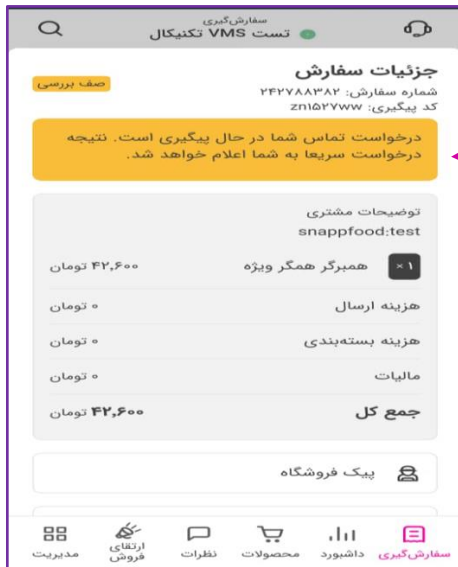 سفارش‌گیری
تست VMS تکنیکال
جزئیات سفارش
صف بررسی
شماره سفارش: ۲۴۲۷۸۸۳۸۲
کد پیگیری: zn۱۵۲۷ww
درخواست تماس شما در حال پیگیری است. نتیجه
درخواست سریعا به شما اعلام خواهد شد.
توضیحات مشتری
snappfood:test
۱ × همبرگر همگر ویژه ۴۲,۶۰۰ تومان
هزینه ارسال ۰ تومان
هزینه بسته‌بندی ۰ تومان
مالیات ۰ تومان
جمع کل ۴۲,۶۰۰ تومان
پیک فروشگاه
سفارش‌گیری داشبورد محصولات نظرات ارتقای فروش مدیریت